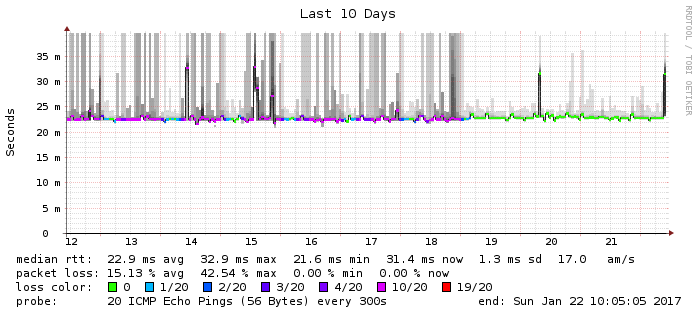 Last 10 Days
RRDTOOL / TOBI OETIKER
Seconds
35 m
30 m
25 m
20 m
15 m
10 m
5 m
0
12 13 14 15 16 17 18 19 20 21
median rtt: 22.9 ms avg 32.9 ms max 21.6 ms min 31.4 ms now 1.3 ms sd 17.0 am/s
packet loss: 15.13 % avg 42.54 % max 0.00 % min 0.00 % now
loss color: 0 1/20 2/20 3/20 4/20 10/20 19/20
probe: 20 ICMP Echo Pings (56 Bytes) every 300s end: Sun Jan 22 10:05:05 2017